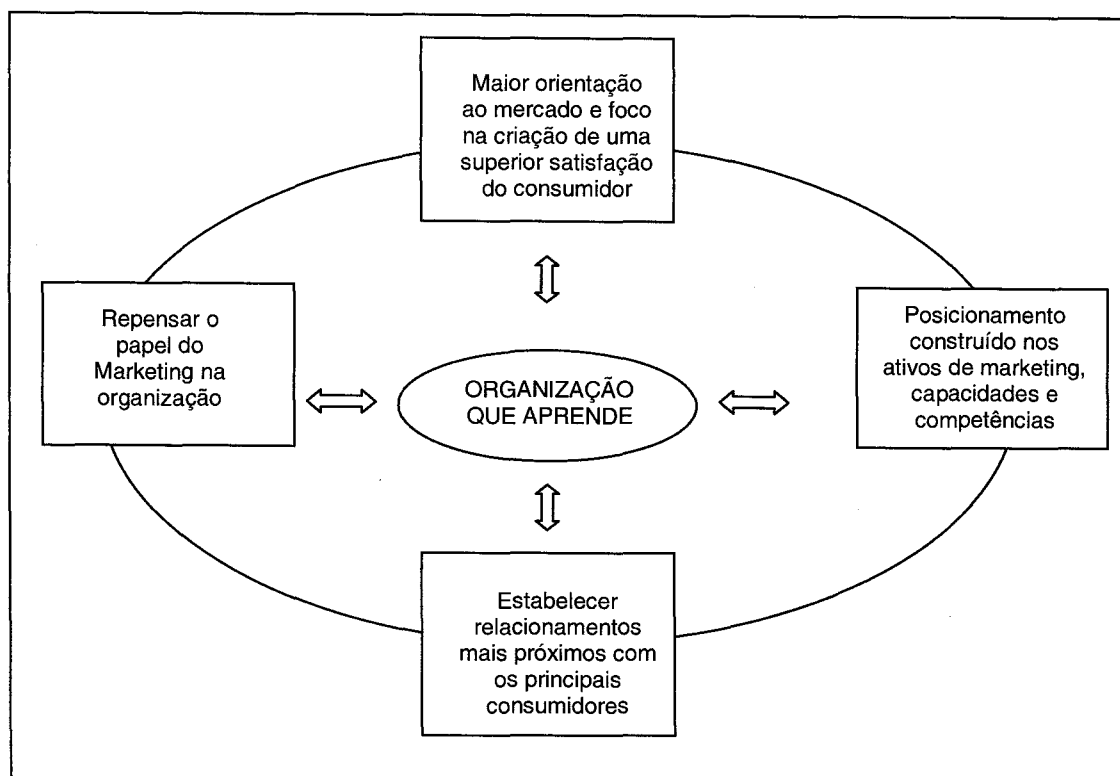 Maior orientação
ao mercado e foco
na criação de uma
superior satisfação
do consumidor
Repensar o
papel do
Marketing na
organização
ORGANIZAÇÃO
QUE APRENDE
Posicionamento
construído nos
ativos de marketing,
capacidades e
competências
Estabelecer
relacionamentos
mais próximos com
os principais
consumidores